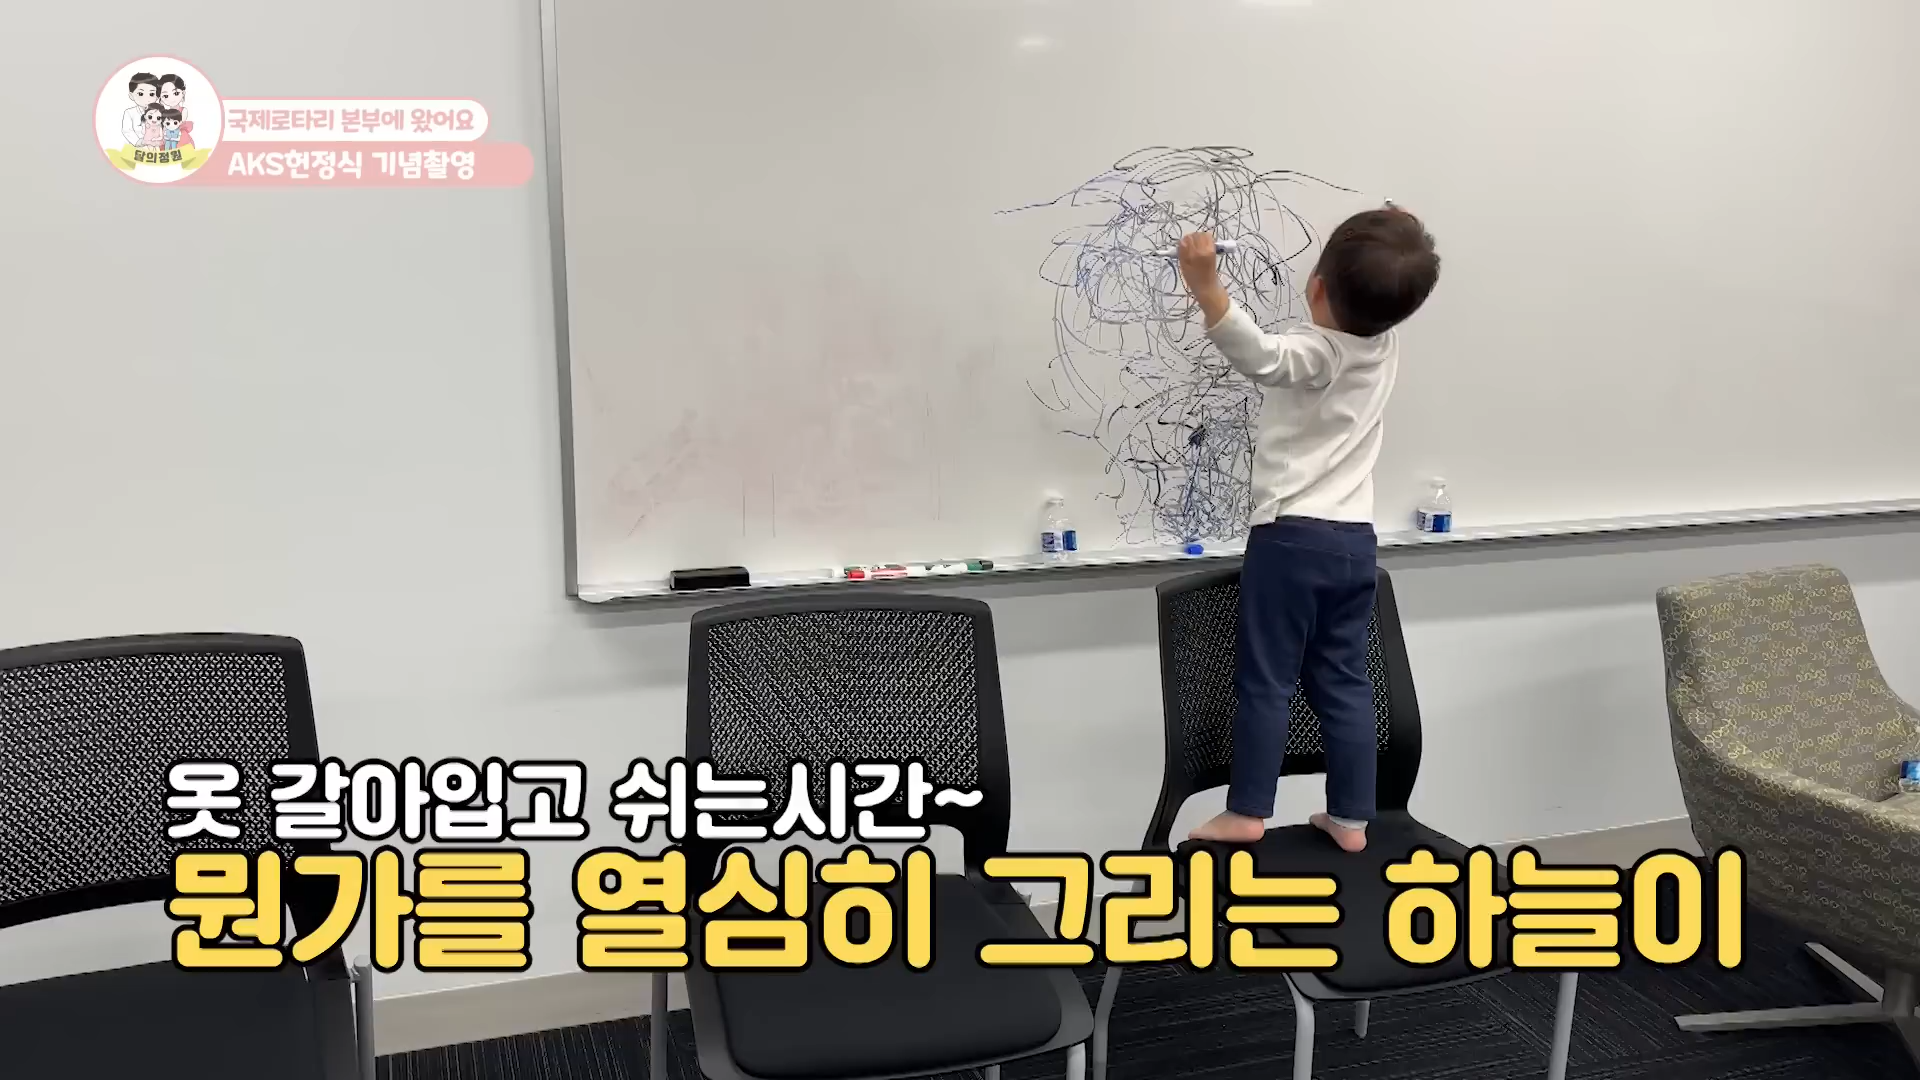 국제로타리 본부에 왔어요
AKS헌정식 기념촬영
달의정원
옷 갈아입고 쉬는시간~
뭔가를 열심히 그리는 하늘이